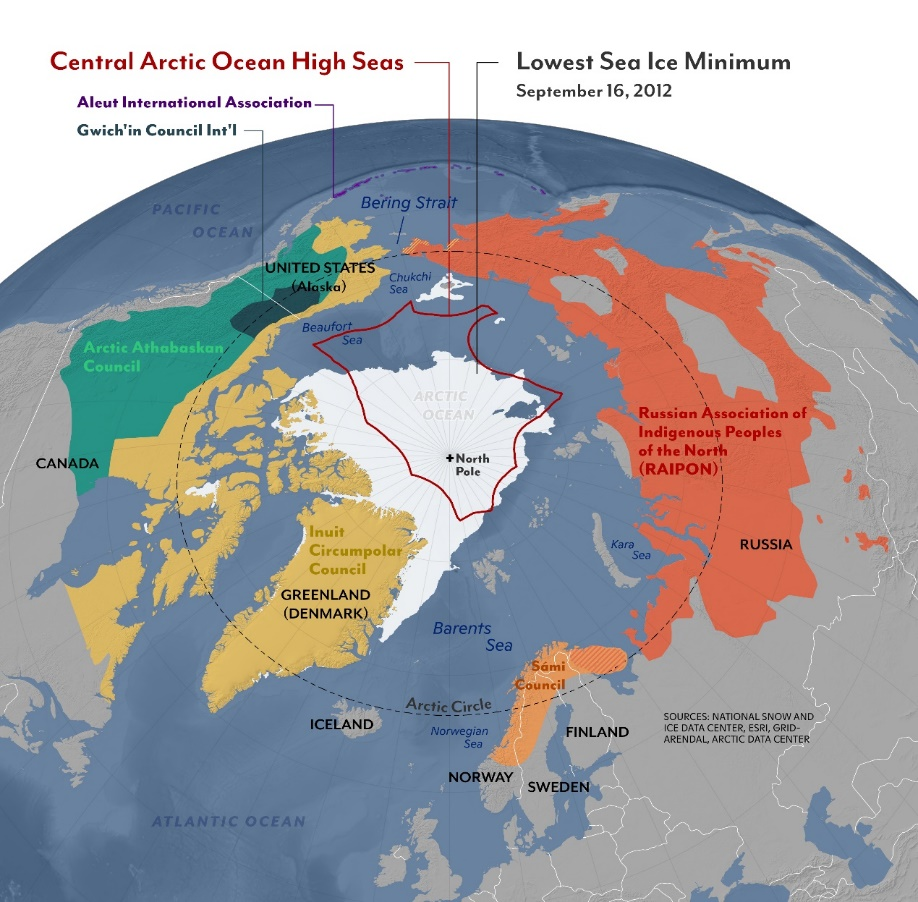 Central Arctic Ocean High Seas
Lowest Sea Ice Minimum
September 16, 2012
Aleut International Association
Gwich'in Council Int'l
PACIFIC
OCEAN
Bering Strait
UNITED STATES
(Alaska)
Chukchi
Sea
Beaufort
Sea
Arctic Athabaskan
Council
ARCTIC
OCEAN
Russian Association of
Indigenous Peoples
of the North
(RAIPON)
CANADA
+North
Pole
Inuit
Circumpolar
Council
GREENLAND
(DENMARK)
Kara
Sea
RUSSIA
Barents
Sea
Sámi
Council
Arctic Circle
ICELAND
Norwegian
Sea
FINLAND
SOURCES: NATIONAL SNOW AND
ICE DATA CENTER, ESRI, GRID-
ARENDAL, ARCTIC DATA CENTER
NORWAY
SWEDEN
ATLANTIC OCEAN